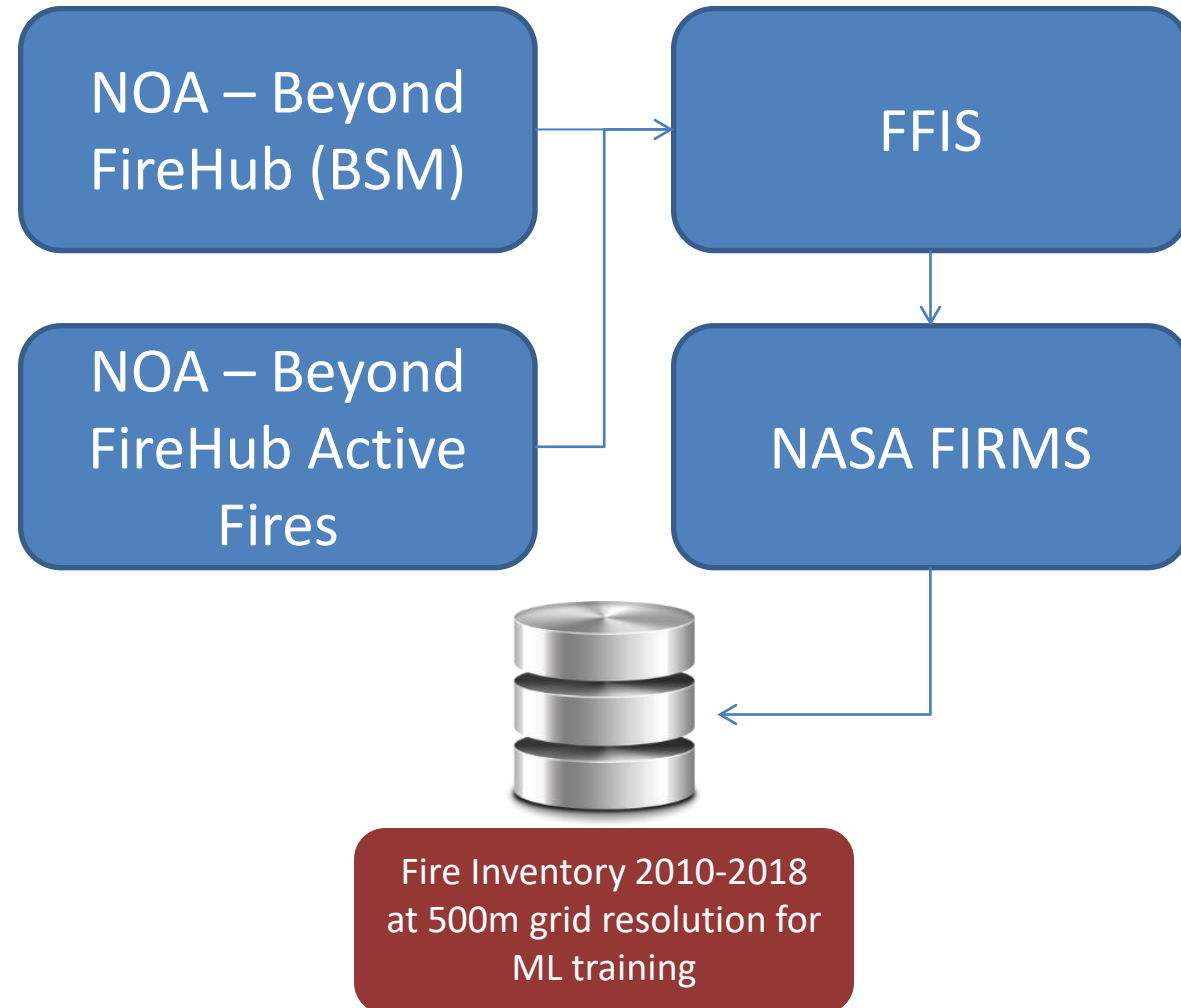 NOA – Beyond
FireHub (BSM)
FFIS
NOA – Beyond
FireHub Active
Fires
NASA FIRMS
Fire Inventory 2010-2018
at 500m grid resolution for
ML training